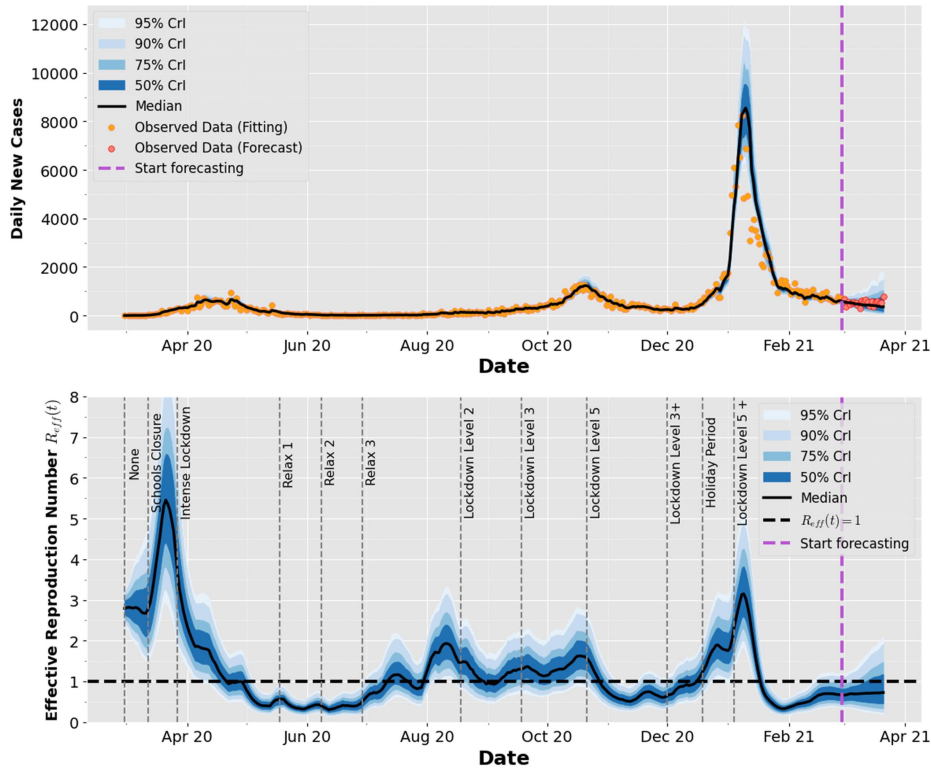 12000
10000
8000
6000
4000
2000
0
Daily New Cases
95% CrI
90% CrI
75% CrI
50% CrI
Median
Observed Data (Fitting)
Observed Data (Forecast)
Start forecasting
Apr 20 Jun 20 Aug 20 Oct 20 Dec 20 Feb 21 Apr 21
Date
8
7
6
5
4
3
2
1
0
Effective Reproduction Number R_eff(t)
None
Schools Closure
Intense Lockdown
Relax 1
Relax 2
Relax 3
Lockdown Level 2
Lockdown Level 3
Lockdown Level 5
Lockdown Level 3+
Holiday Period
Lockdown Level 5 +
95% CrI
90% CrI
75% CrI
50% CrI
Median
R_eff(t)=1
Start forecasting
Apr 20 Jun 20 Aug 20 Oct 20 Dec 20 Feb 21 Apr 21
Date